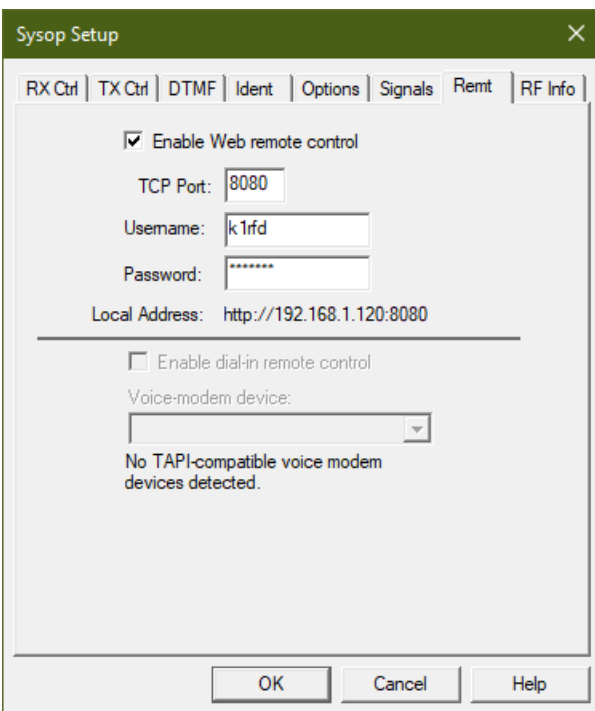 Sysop Setup
RX Ctrl TX Ctrl DTMF Ident Options Signals Remt RF Info
Enable Web remote control
TCP Port: 8080
Username: k1rfd
Password: *******
Local Address: http://192.168.1.120:8080
Enable dial-in remote control
Voice-modem device:
No TAPI-compatible voice modem
devices detected.
OK Cancel Help